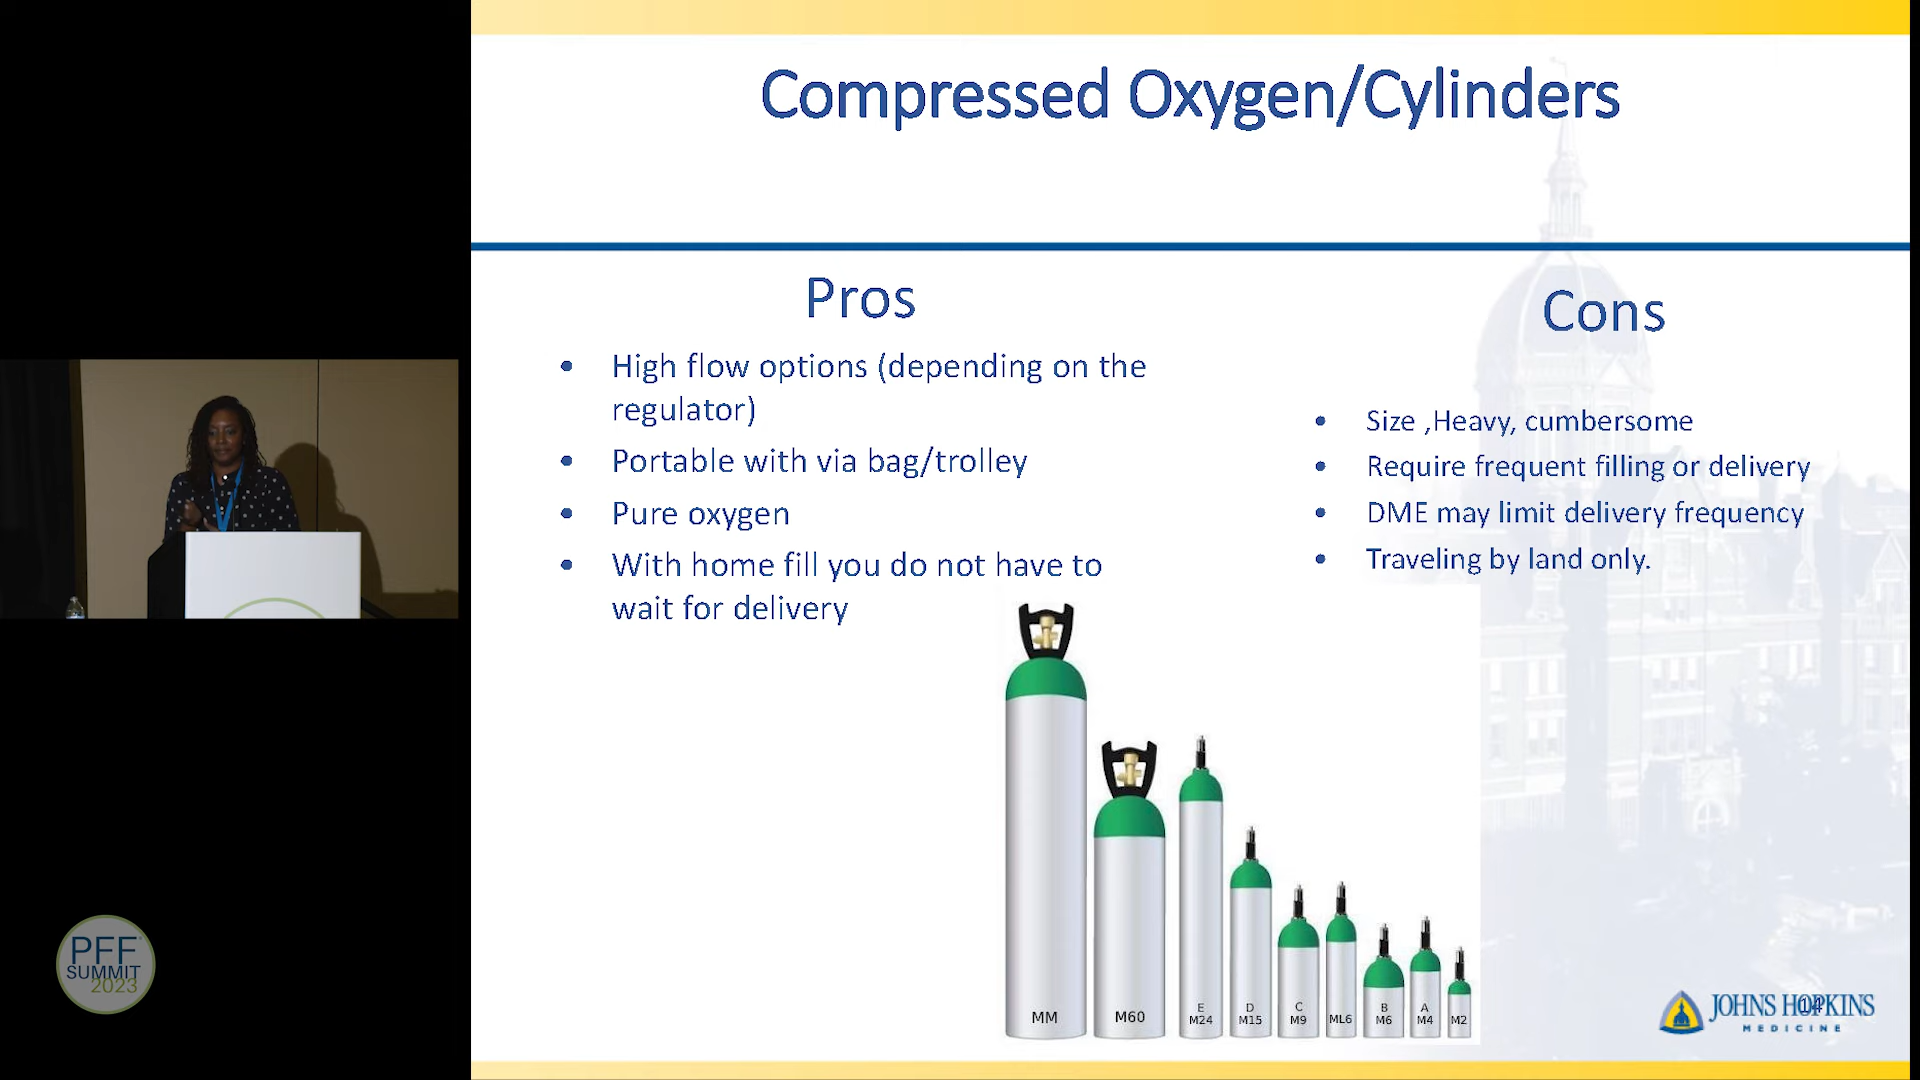 Compressed Oxygen/Cylinders
Pros
• High flow options (depending on the
regulator)
• Portable with via bag/trolley
• Pure oxygen
• With home fill you do not have to
wait for delivery
Cons
• Size ,Heavy, cumbersome
• Require frequent filling or delivery
• DME may limit delivery frequency
• Traveling by land only.
MM
M60
E
M24
D
M15
C
M9
ML6
B
M6
A
M4
M2
PFF
SUMMIT
2023
JOHNS HOPKINS
MEDICINE
14